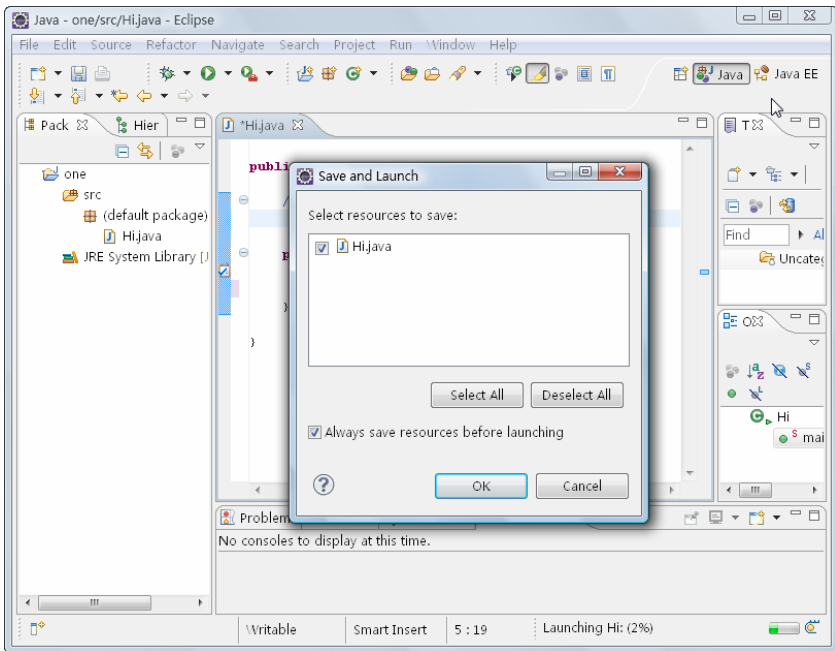 Java - one/src/Hi.java - Eclipse
File Edit Source Refactor Navigate Search Project Run Window Help
Java Java EE
Pack Hier
one
src
(default package)
Hi.java
JRE System Library [J
*Hi.java
publi
}
}
Save and Launch
Select resources to save:
Hi.java
Select All Deselect All
Always save resources before launching
? OK Cancel
T
Find Al
Uncate
O
Hi
S mai
Problem
No consoles to display at this time.
Writable Smart Insert 5 : 19 Launching Hi: (2%)